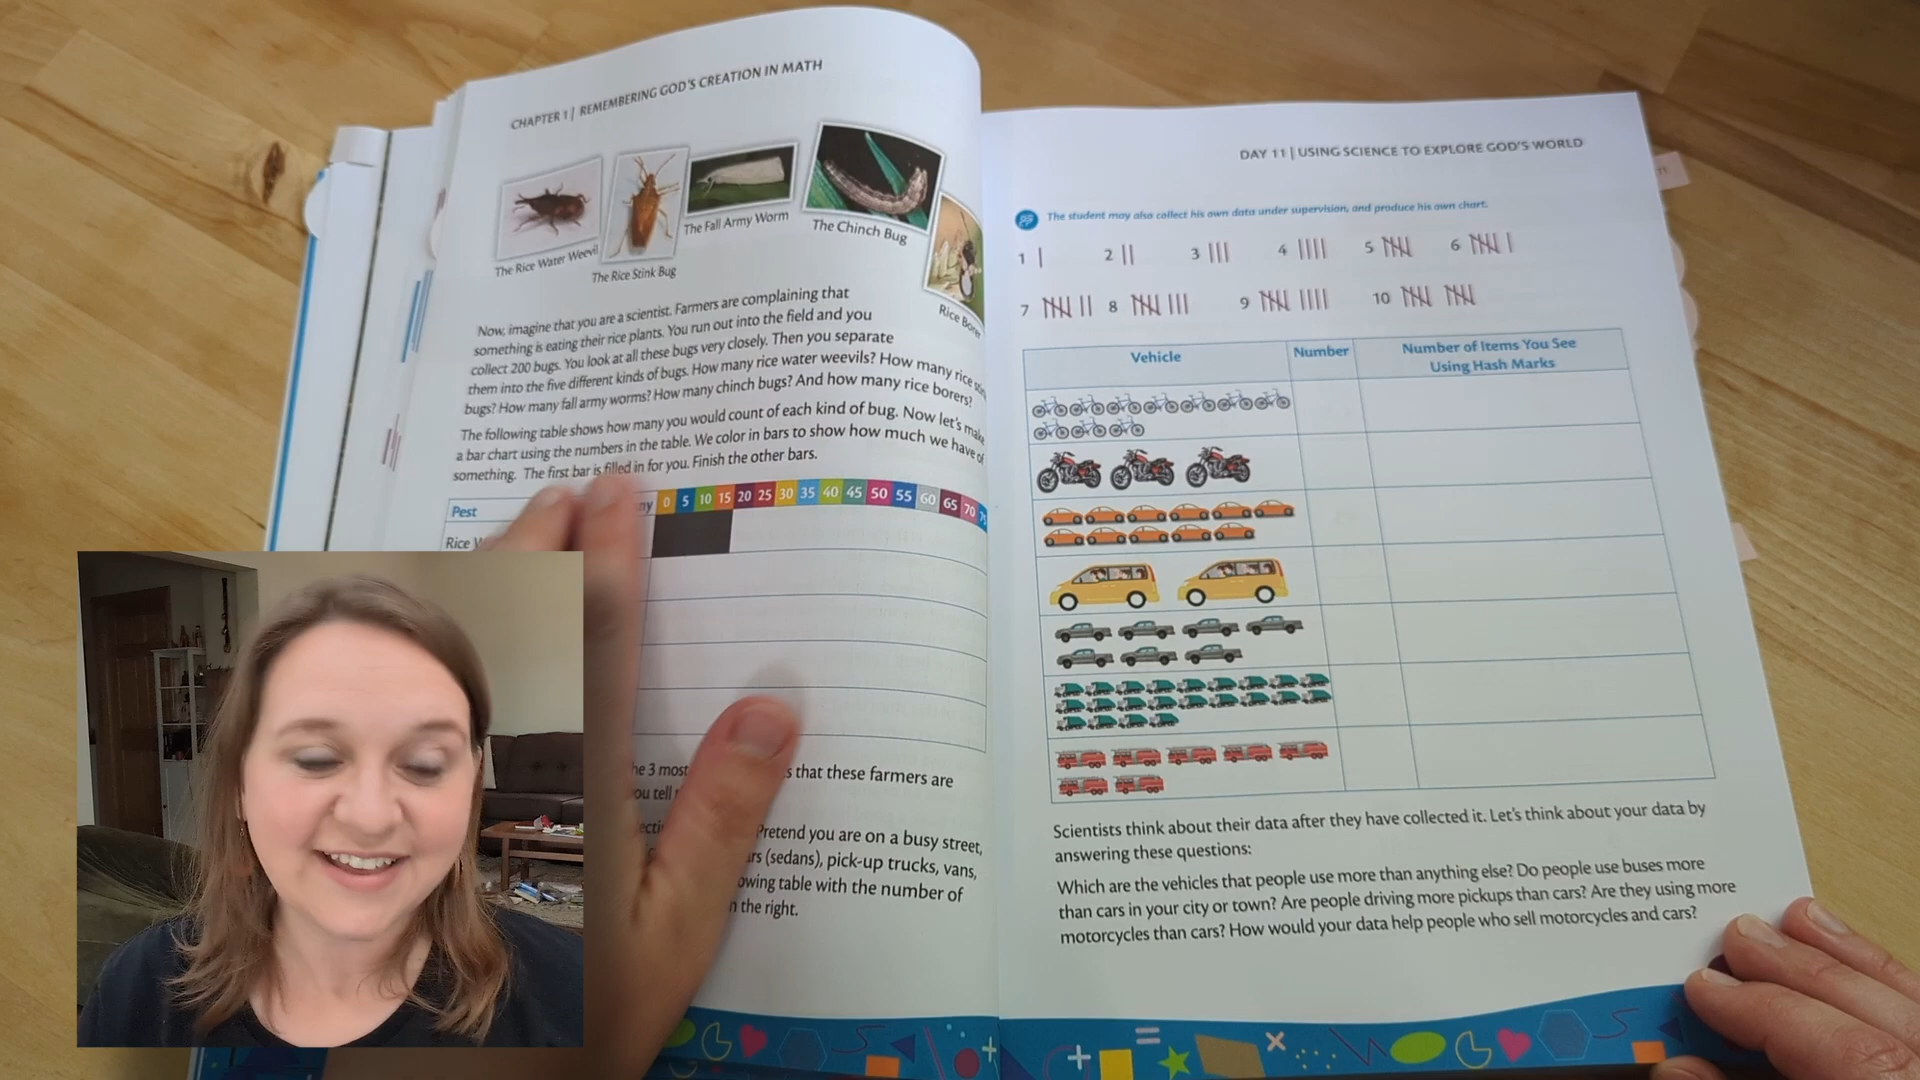 CHAPTER 1 | REMEMBERING GOD'S CREATION IN MATH
The Rice Water Weevil
The Rice Stink Bug
The Fall Army Worm
The Chinch Bug
Rice Borer
Now, imagine that you are a scientist. Farmers are complaining that
something is eating their rice plants. You run out into the field and you
collect 200 bugs. You look at all these bugs very closely. Then you separate
them into the five different kinds of bugs. How many rice water weevils? How many rice
bugs? How many fall army worms? How many chinch bugs? And how many rice borers?
The following table shows how many you would count of each kind of bug. Now let's make
a bar chart using the numbers in the table. We color in bars to show how much we have of
something. The first bar is filled in for you. Finish the other bars.
Pest 0 5 10 15 20 25 30 35 40 45 50 55 60 65 70
Rice
3 most that these farmers are
tell
Pretend you are on a busy street,
(sedans), pick-up trucks, vans,
table with the number of
the right.
DAY 11 | USING SCIENCE TO EXPLORE GOD'S WORLD
The student may also collect his own data under supervision, and produce his own chart.
1 2 3 4 5 6
7 8 9 10
Vehicle Number Number of Items You See
Using Hash Marks
Scientists think about their data after they have collected it. Let's think about your data by
answering these questions:
Which are the vehicles that people use more than anything else? Do people use buses more
than cars in your city or town? Are people driving more pickups than cars? Are they using more
motorcycles than cars? How would your data help people who sell motorcycles and cars?